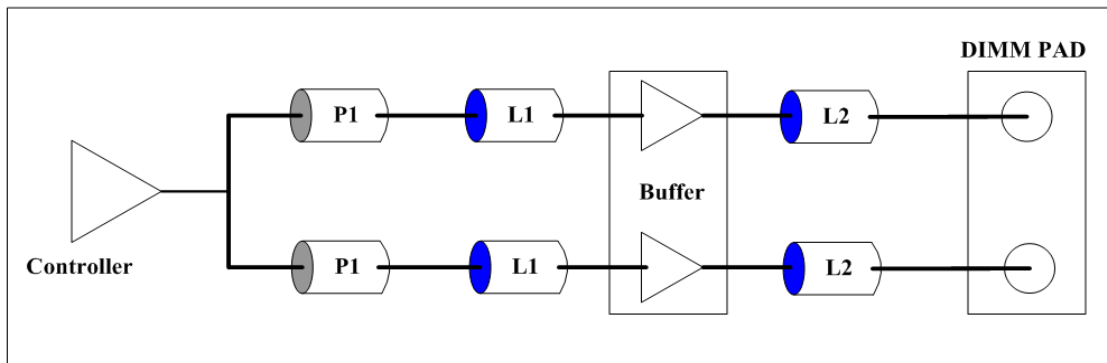 DIMM PAD
P1
L1
L2
Buffer
Controller
P1
L1
L2